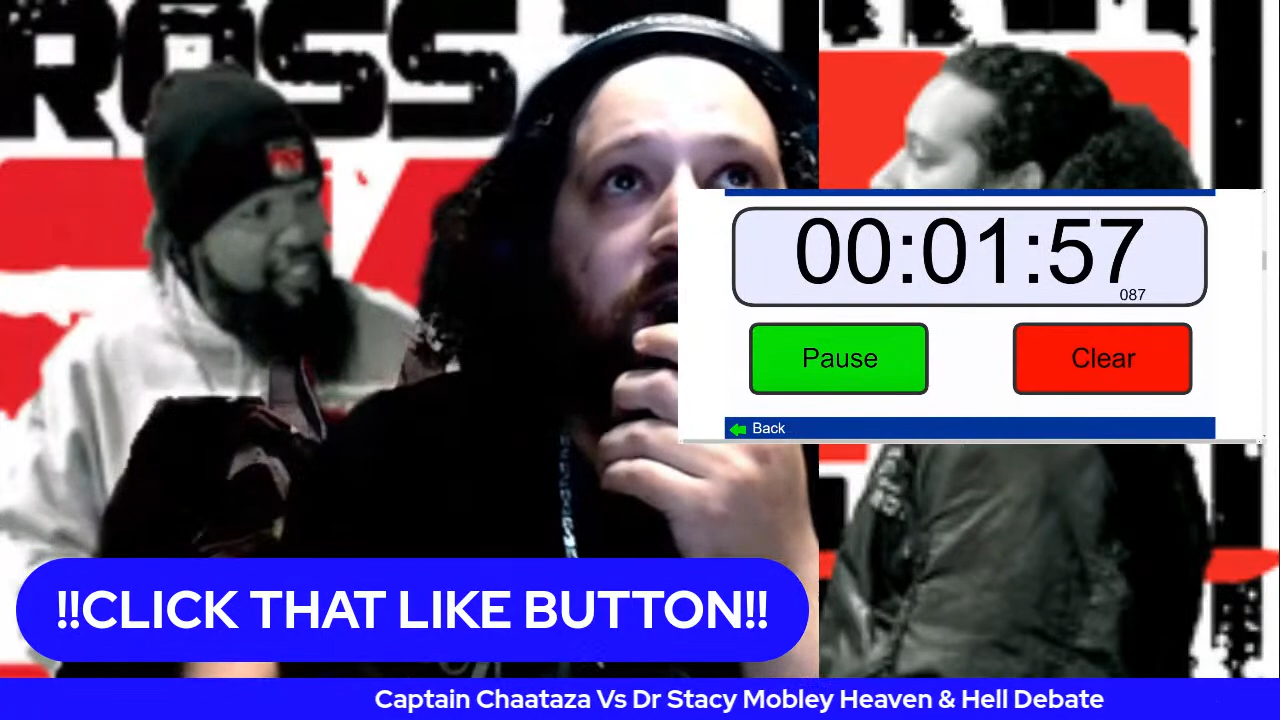 ROSS
00:01:57
087
Pause
Clear
Back
!!CLICK THAT LIKE BUTTON!!
Captain Chaataza Vs Dr Stacy Mobley Heaven & Hell Debate